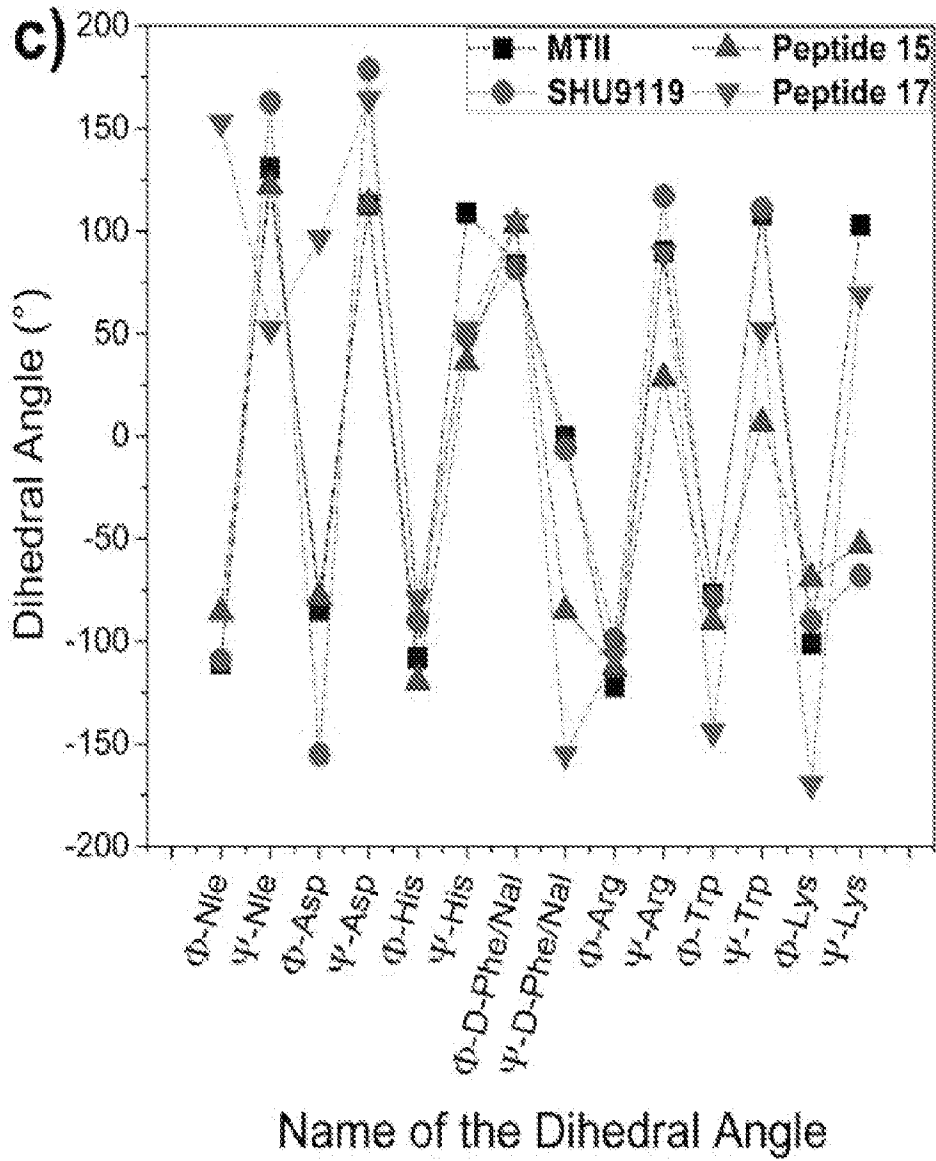 c)
MTII
Peptide 15
SHU9119
Peptide 17
200
150
100
50
0
-50
-100
-150
-200
Dihedral Angle (°)
Φ-Nle
Ψ-Nle
Φ-Asp
Ψ-Asp
Φ-His
Ψ-His
Φ-D-Phe/Nal
Ψ-D-Phe/Nal
Φ-Arg
Ψ-Arg
Φ-Trp
Ψ-Trp
Φ-Lys
Ψ-Lys
Name of the Dihedral Angle